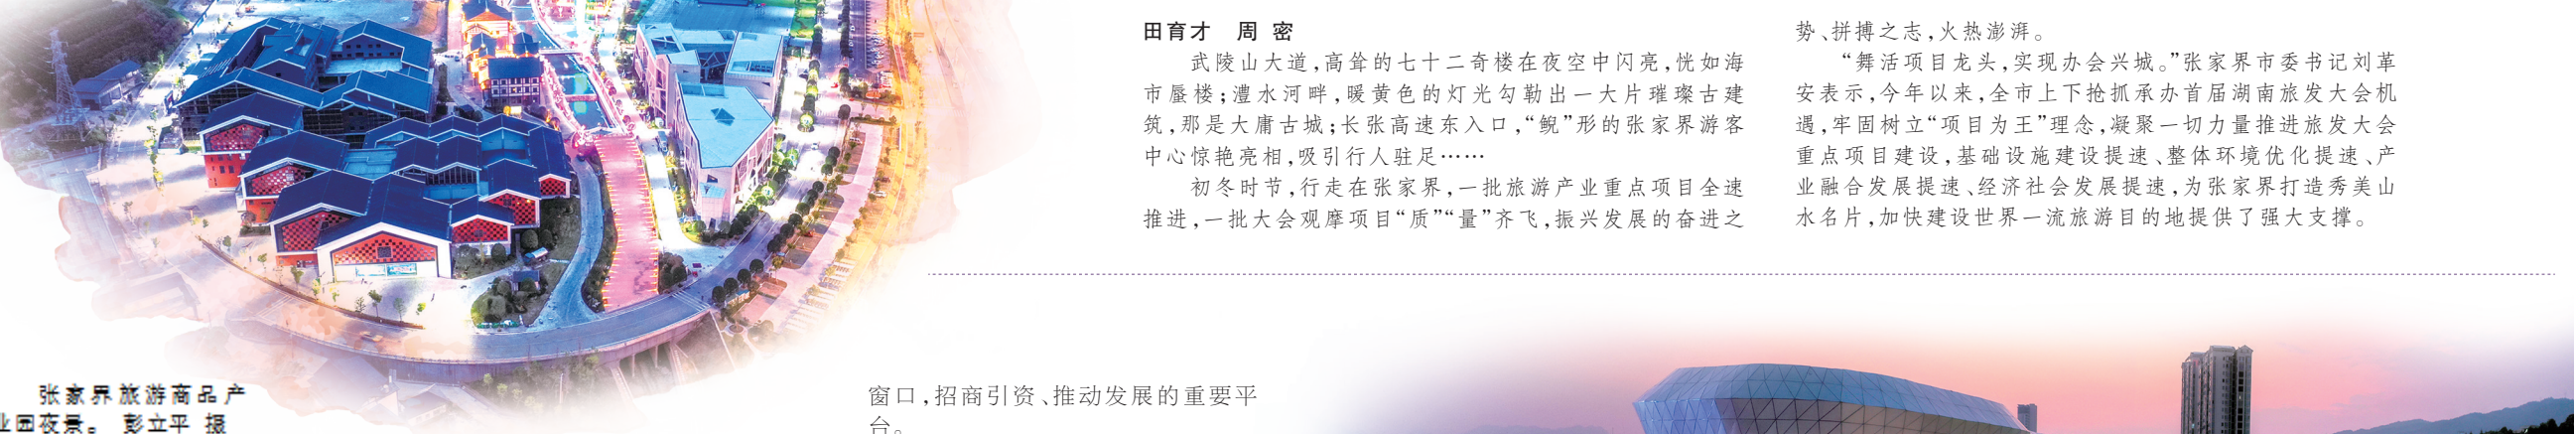 田育才 周 密
武陵山大道,高耸的七十二奇楼在夜空中闪亮,恍如海
市蜃楼;澧水河畔,暖黄色的灯光勾勒出一大片璀璨古建
筑,那是大庸古城;长张高速东入口,“鲵”形的张家界游客
中心惊艳亮相,吸引行人驻足……
初冬时节,行走在张家界,一批旅游产业重点项目全速
推进,一批大会观摩项目“质”“量”齐飞,振兴发展的奋进之
势、拼搏之志,火热澎湃。
“舞活项目龙头,实现办会兴城。”张家界市委书记刘革
安表示,今年以来,全市上下抢抓承办首届湖南旅发大会机
遇,牢固树立“项目为王”理念,凝聚一切力量推进旅发大会
重点项目建设,基础设施建设提速、整体环境优化提速、产
业融合发展提速、经济社会发展提速,为张家界打造秀美山
水名片,加快建设世界一流旅游目的地提供了强大支撑。
张家界旅游商品产
业园夜景。 彭立平 摄
窗口,招商引资、推动发展的重要平
台。